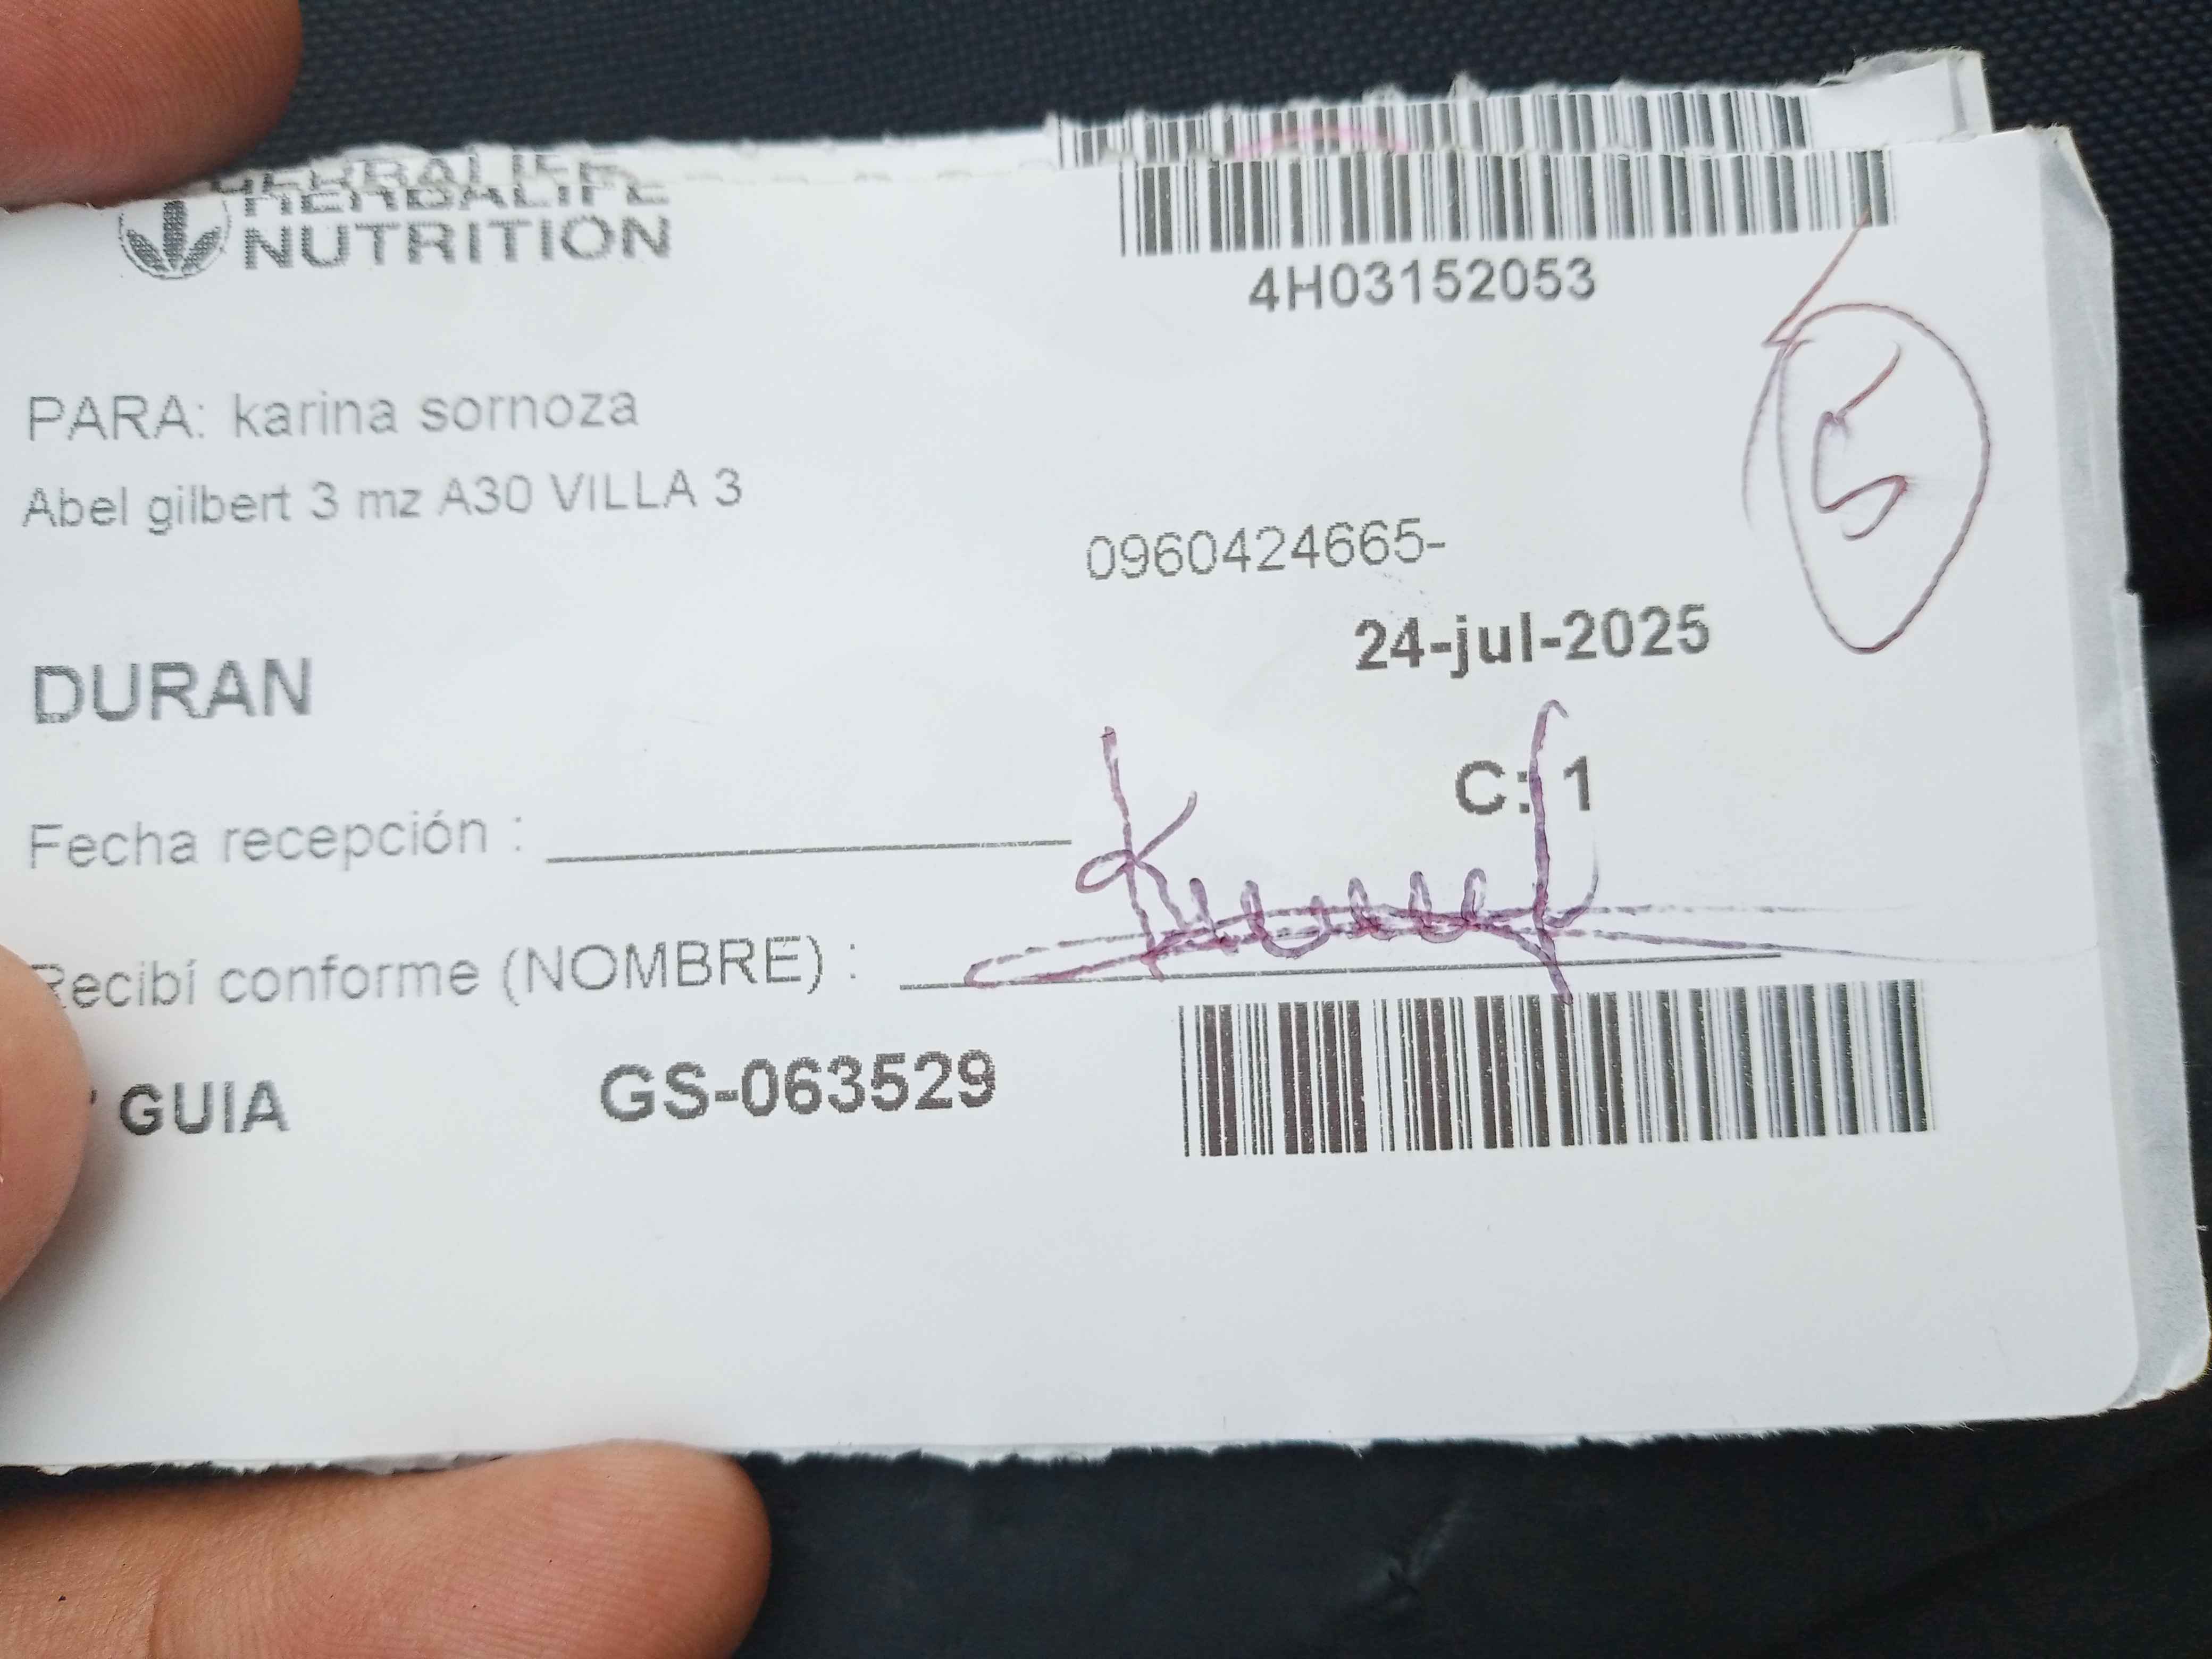 HERBALIFE
NUTRITION
4H03152053
PARA: karina sornoza
Abel gilbert 3 mz A30 VILLA 3
0960424665-
5
24-jul-2025
DURAN
C: 1
Fecha recepción :
Recibí conforme (NOMBRE) :
GUIA GS-063529